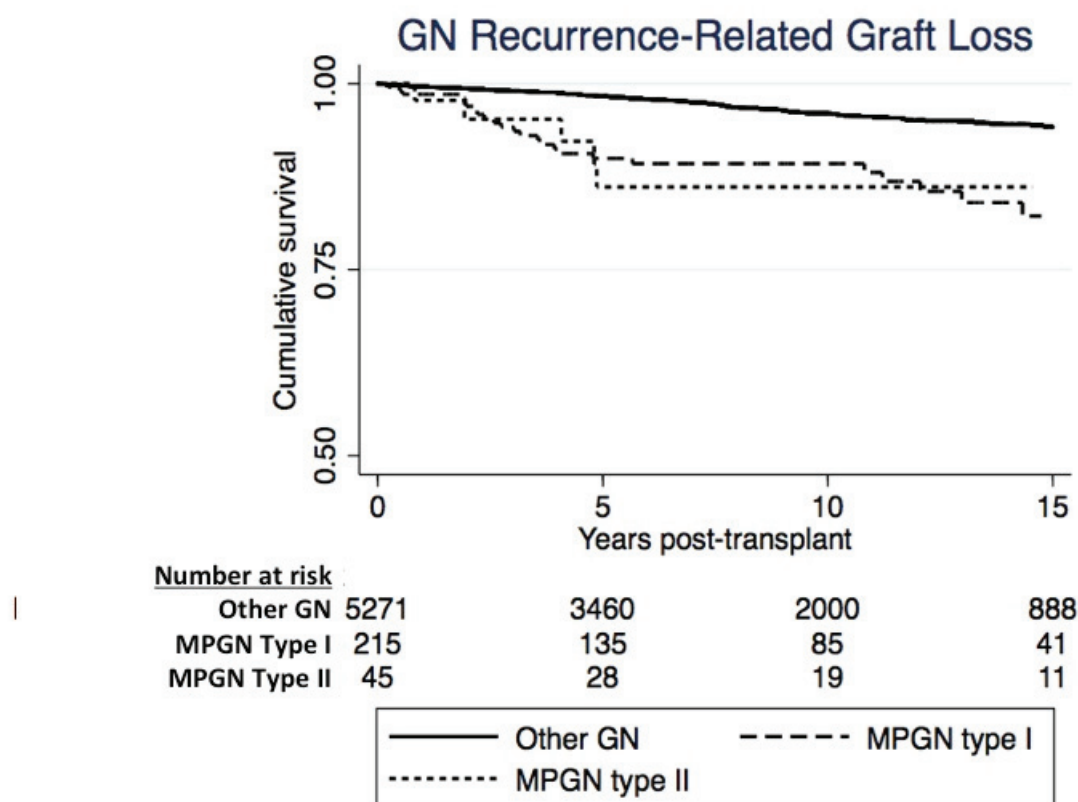 GN Recurrence-Related Graft Loss
Cumulative survival
1.00
0.75
0.50
0 5 10 15
Years post-transplant
Number at risk
Other GN 5271 3460 2000 888
MPGN Type I 215 135 85 41
MPGN Type II 45 28 19 11
Other GN MPGN type I
MPGN type II